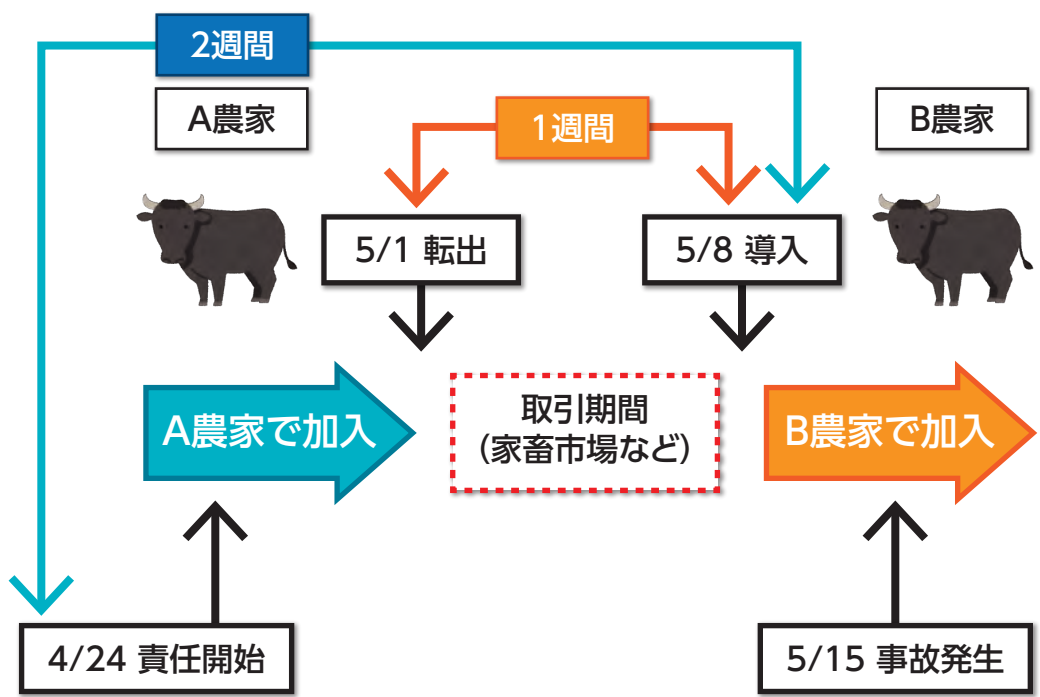 2週間
A農家
1週間
B農家
5/1 転出
5/8 導入
A農家で加入
取引期間
(家畜市場など)
B農家で加入
4/24 責任開始
5/15 事故発生